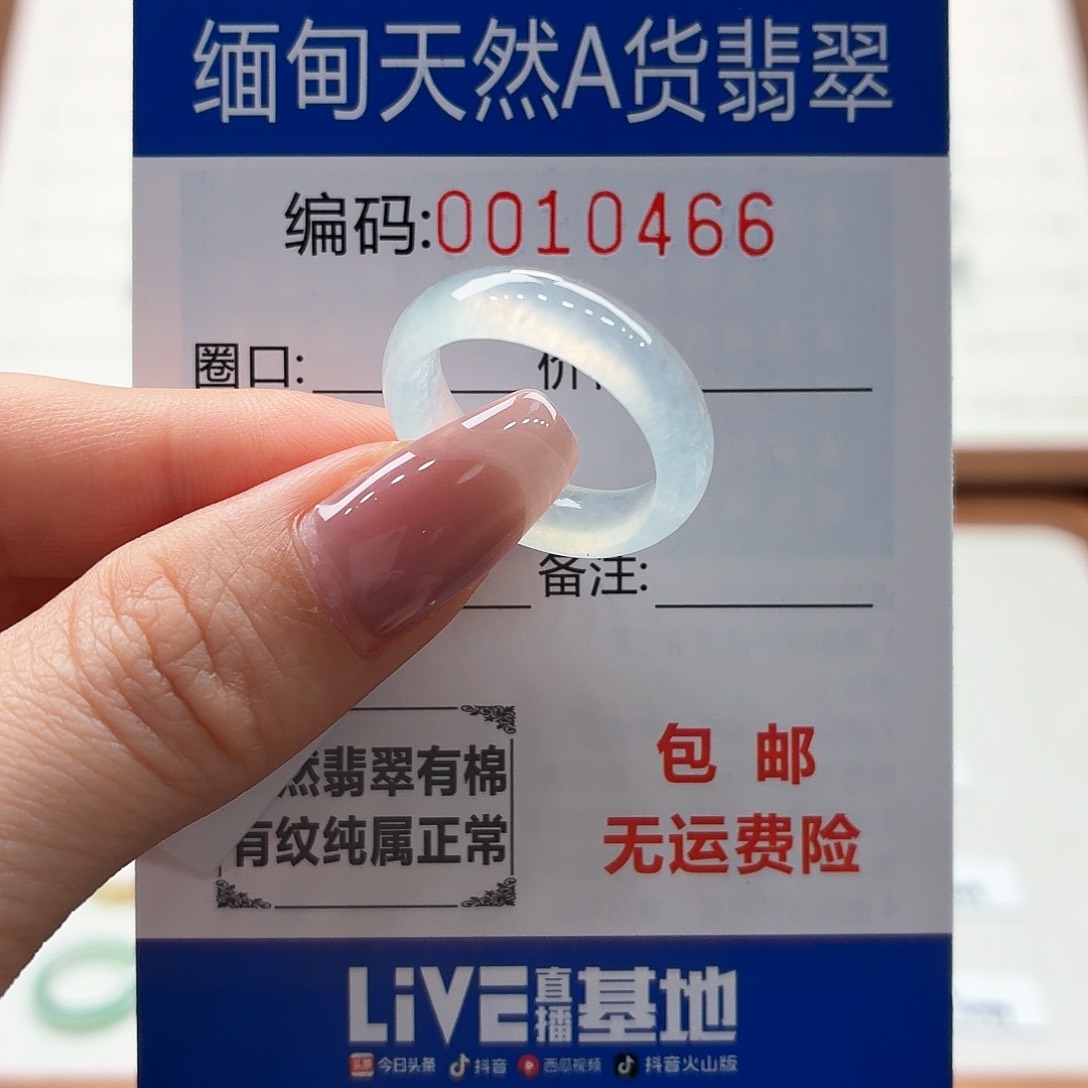 缅甸天然A货翡翠
编码:0010466
圈口:
备注:
然翡翠有棉
有纹纯属正常
包 邮
无运费险
LiVE直播基地
头条 今日头条 抖音 西瓜视频 抖音火山版